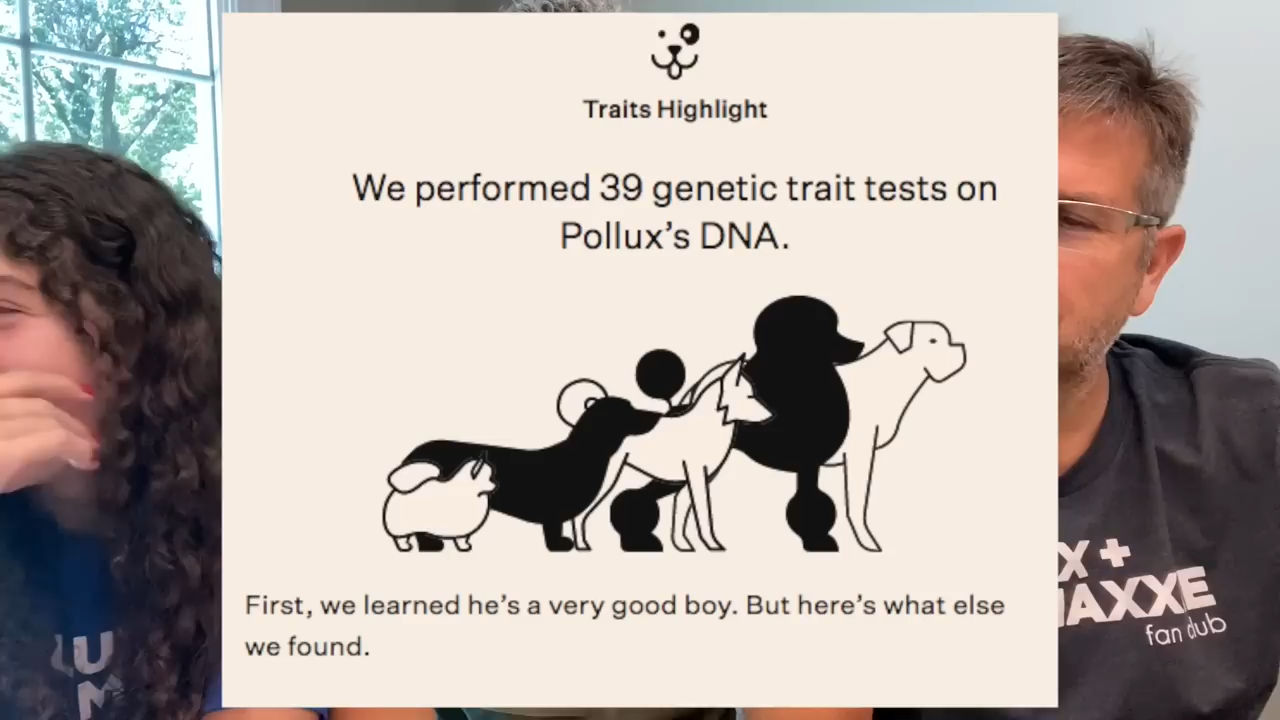 Traits Highlight
We performed 39 genetic trait tests on
Pollux's DNA.
First, we learned he's a very good boy. But here's what else
we found.
X +
MAXXE
fan club
U
M